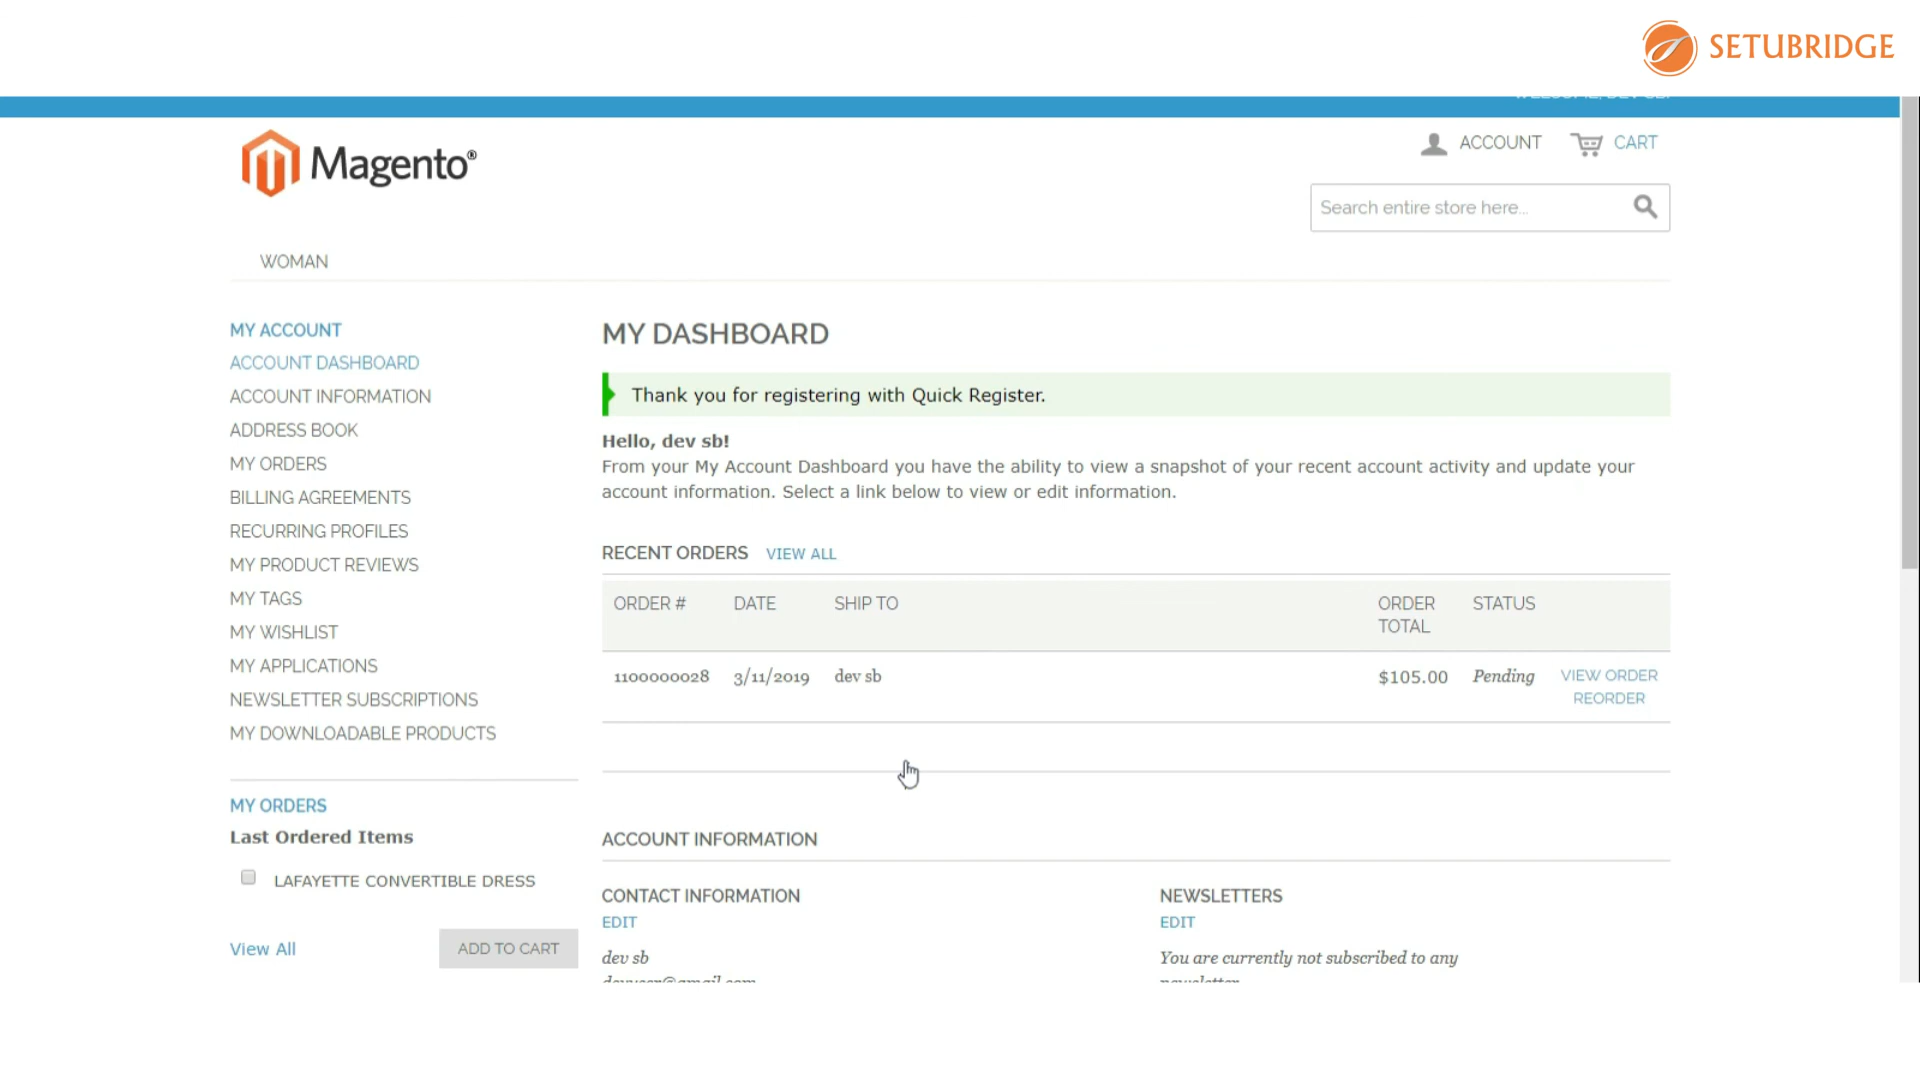 SETUBRIDGE
Magento®
ACCOUNT
CART
Search entire store here...
WOMAN
MY ACCOUNT
ACCOUNT DASHBOARD
ACCOUNT INFORMATION
ADDRESS BOOK
MY ORDERS
BILLING AGREEMENTS
RECURRING PROFILES
MY PRODUCT REVIEWS
MY TAGS
MY WISHLIST
MY APPLICATIONS
NEWSLETTER SUBSCRIPTIONS
MY DOWNLOADABLE PRODUCTS
MY ORDERS
Last Ordered Items
LAFAYETTE CONVERTIBLE DRESS
View All
ADD TO CART
MY DASHBOARD
Thank you for registering with Quick Register.
Hello, dev sb!
From your My Account Dashboard you have the ability to view a snapshot of your recent account activity and update your
account information. Select a link below to view or edit information.
RECENT ORDERS VIEW ALL
ORDER # DATE SHIP TO ORDER TOTAL STATUS
1100000028 3/11/2019 dev sb $105.00 Pending VIEW ORDER
REORDER
ACCOUNT INFORMATION
CONTACT INFORMATION
EDIT
dev sb
NEWSLETTERS
EDIT
You are currently not subscribed to any
newsletter.